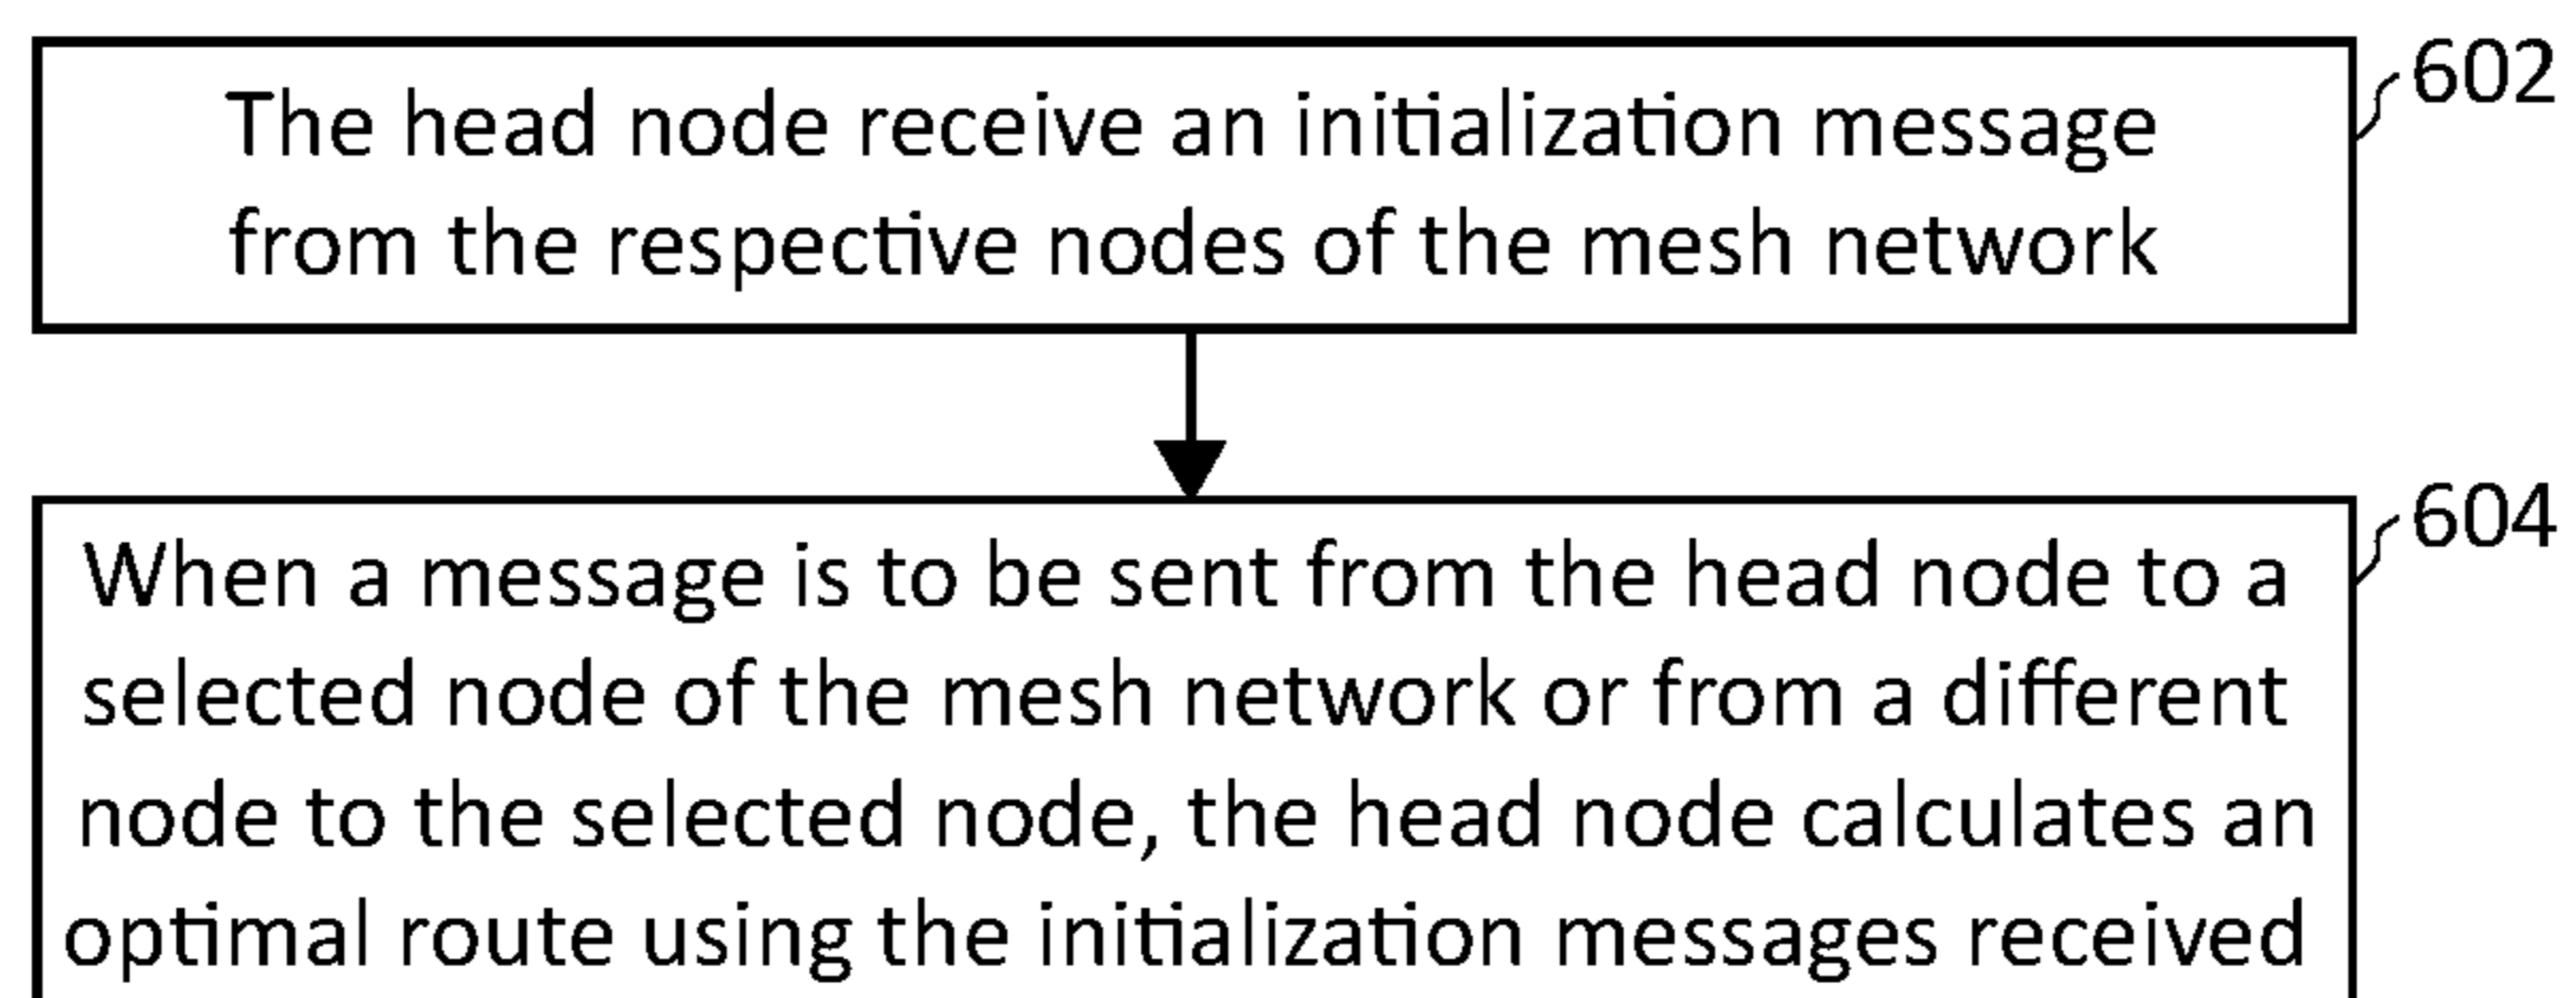 602
The head node receive an initialization message
from the respective nodes of the mesh network
604
When a message is to be sent from the head node to a
selected node of the mesh network or from a different
node to the selected node, the head node calculates an
optimal route using the initialization messages received